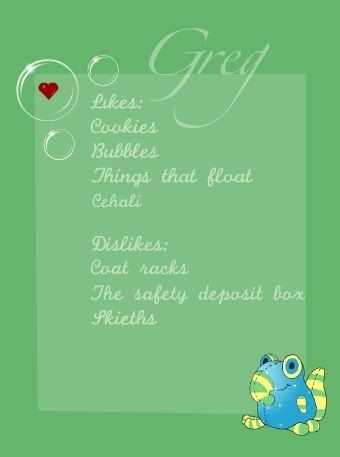 Greg
Likes:
Cookies
Bubbles
Things that float
Cehali
Dislikes:
Coat racks
The safety deposit box
Skieths